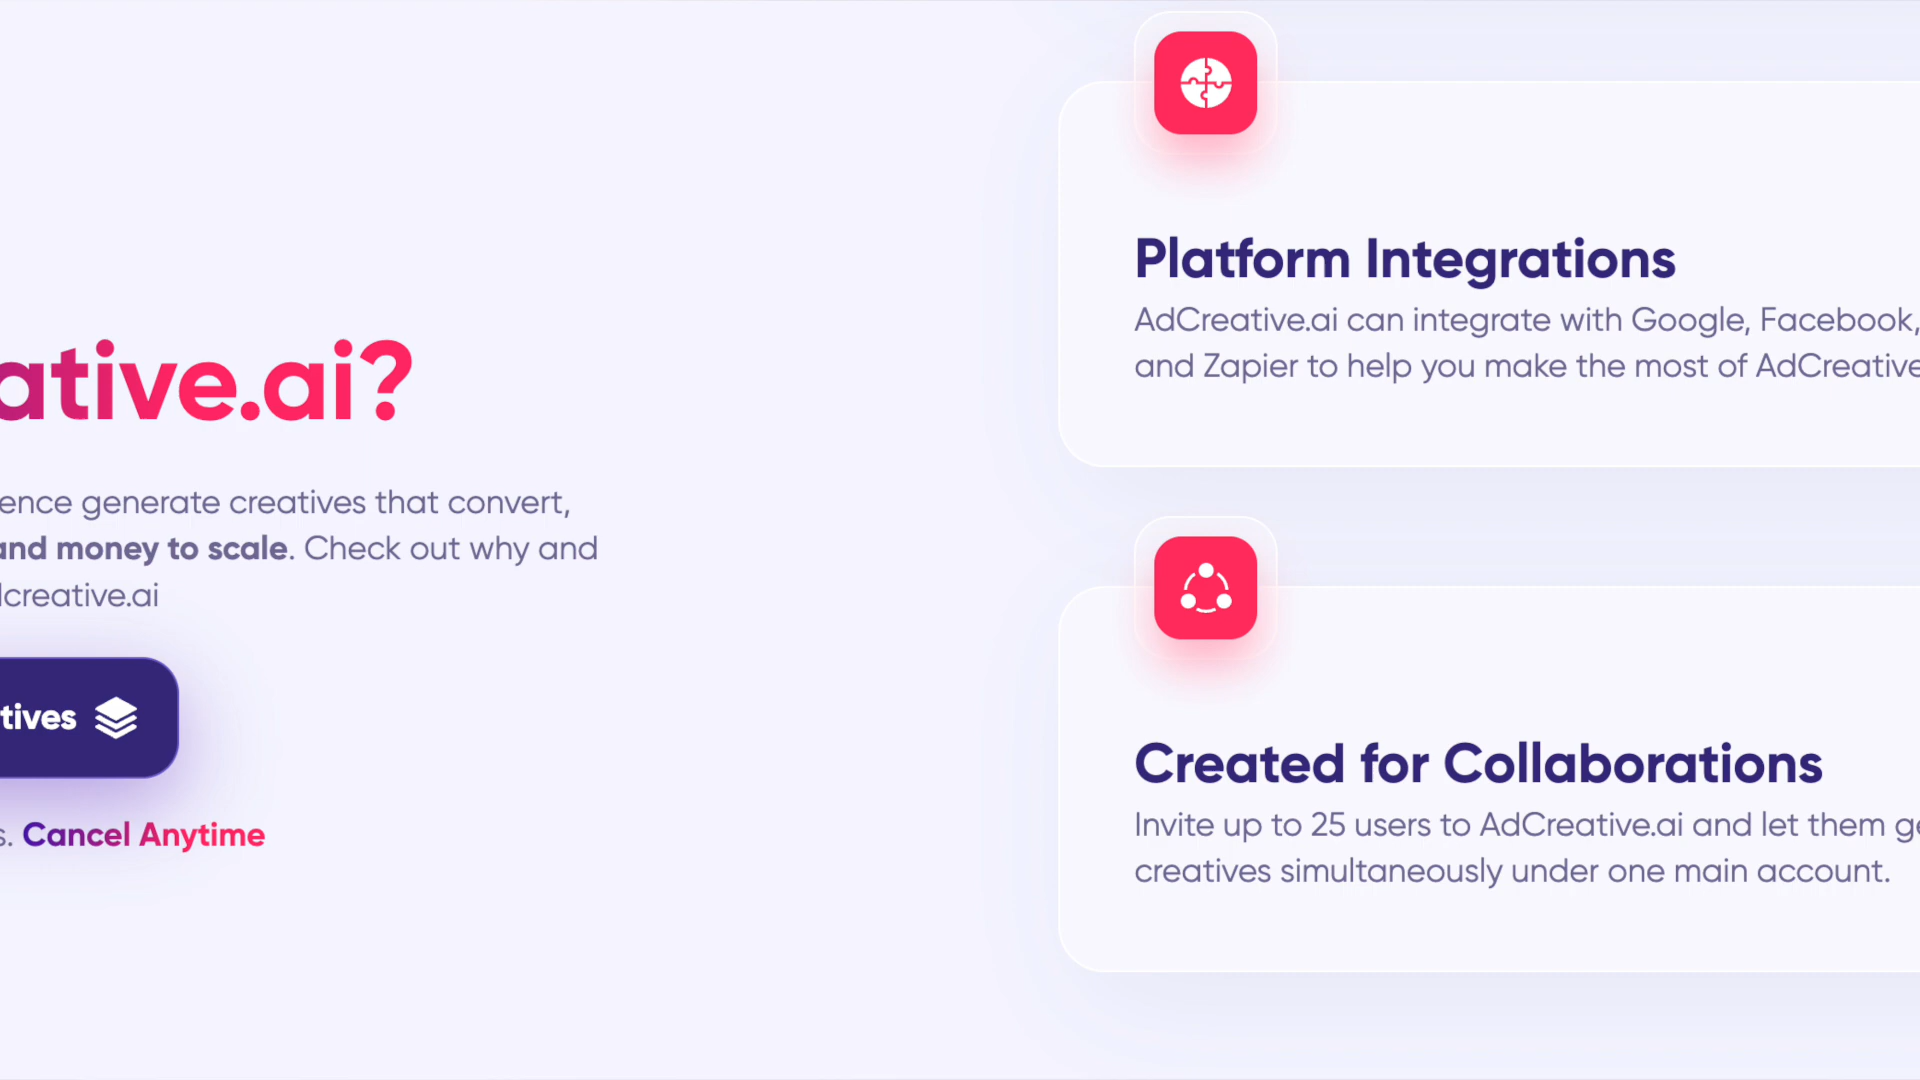 ative.ai?
ence generate creatives that convert,
and money to scale. Check out why and
creative.ai
tives
s. Cancel Anytime
Platform Integrations
AdCreative.ai can integrate with Google, Facebook,
and Zapier to help you make the most of AdCreative
Created for Collaborations
Invite up to 25 users to AdCreative.ai and let them ge
creatives simultaneously under one main account.